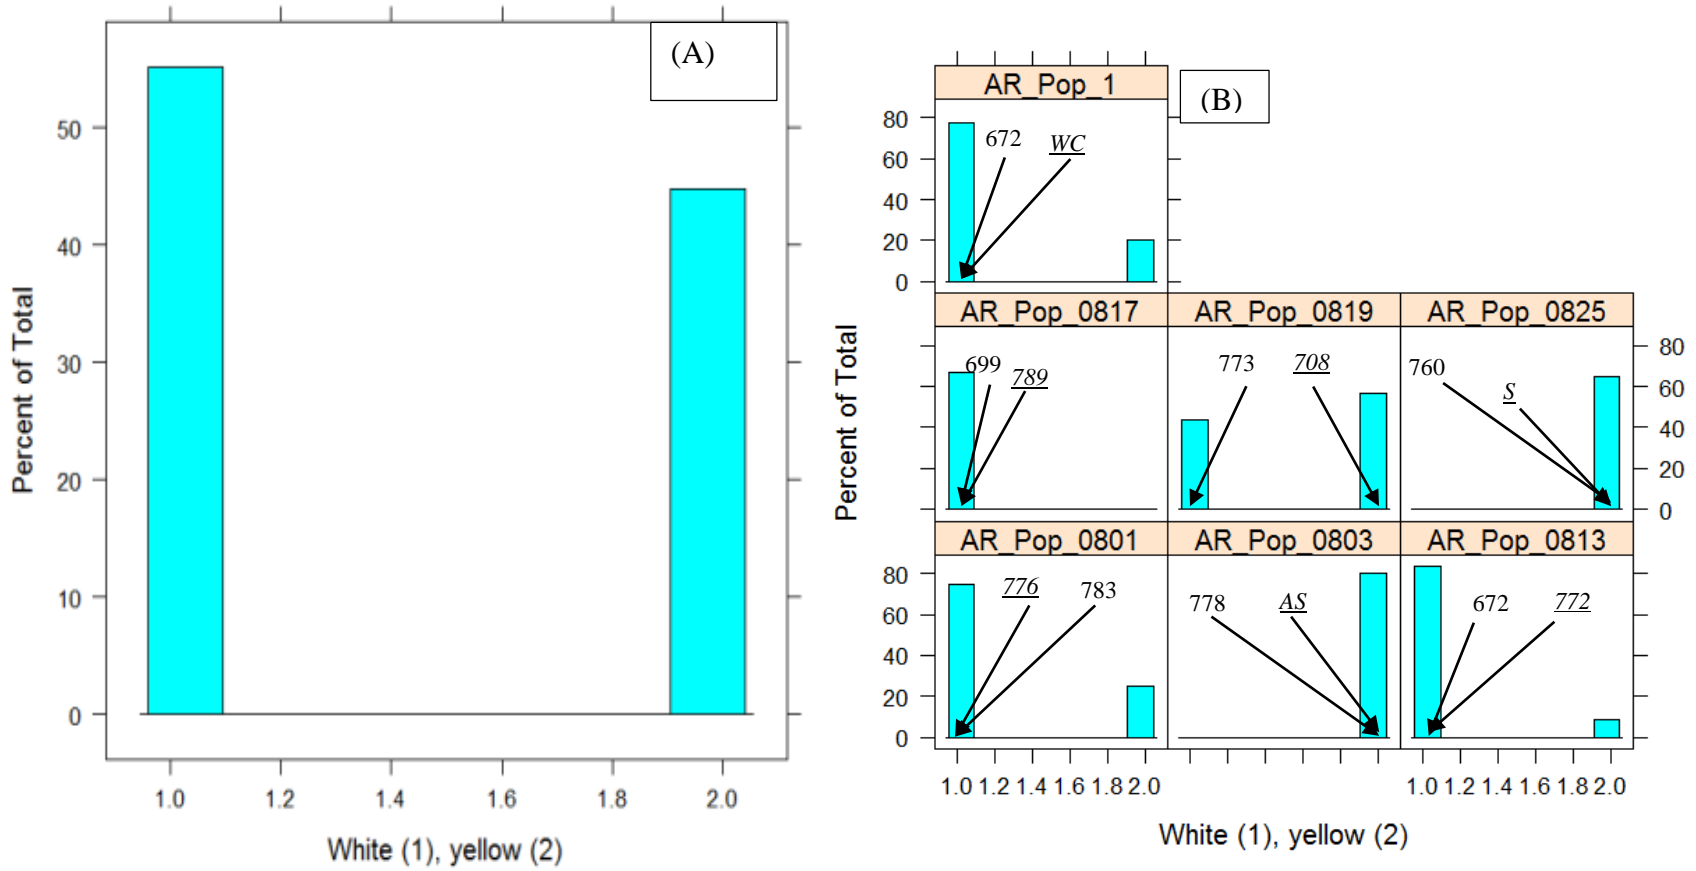 (A)
50
40
30
20
10
0
Percent of Total
1.0 1.2 1.4 1.6 1.8 2.0
White (1), yellow (2)
(B)
AR_Pop_1
80
60
40
20
0
672 WC
AR_Pop_0817 AR_Pop_0819 AR_Pop_0825
699 789
773 708
760 S
80
60
40
20
0
Percent of Total
AR_Pop_0801 AR_Pop_0803 AR_Pop_0813
80
60
40
20
0
776 783
778 AS
672 772
1.0 1.2 1.4 1.6 1.8 2.0 1.0 1.2 1.4 1.6 1.8 2.0
White (1), yellow (2)